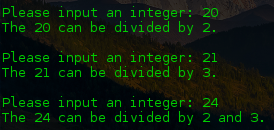 Please input an integer: 20
The 20 can be divided by 2.
Please input an integer: 21
The 21 can be divided by 3.
Please input an integer: 24
The 24 can be divided by 2 and 3.